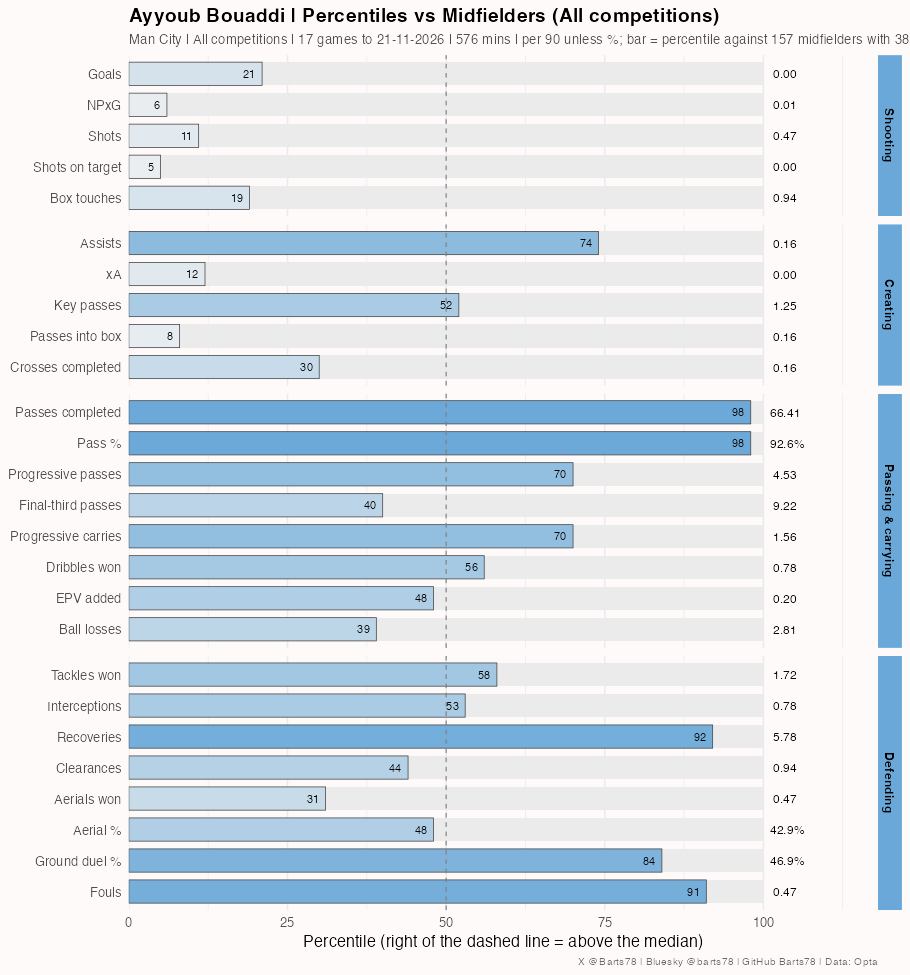 Ayyoub Bouaddi | Percentiles vs Midfielders (All competitions)
Man City | All competitions | 17 games to 21-11-2026 | 576 mins | per 90 unless %; bar = percentile against 157 midfielders with 38
Goals 21 0.00
NPxG 6 0.01
Shots 11 0.47
Shots on target 5 0.00
Box touches 19 0.94
Shooting
Assists 74 0.16
xA 12 0.00
Key passes 52 1.25
Passes into box 8 0.16
Crosses completed 30 0.16
Creating
Passes completed 98 66.41
Pass % 98 92.6%
Progressive passes 70 4.53
Final-third passes 40 9.22
Progressive carries 70 1.56
Dribbles won 56 0.78
EPV added 48 0.20
Ball losses 39 2.81
Passing & carrying
Tackles won 58 1.72
Interceptions 53 0.78
Recoveries 92 5.78
Clearances 44 0.94
Aerials won 31 0.47
Aerial % 48 42.9%
Ground duel % 84 46.9%
Fouls 91 0.47
Defending
0 25 50 75 100
Percentile (right of the dashed line = above the median)
X @Barts78 | Bluesky @barts78 | GitHub Barts78 | Data: Opta